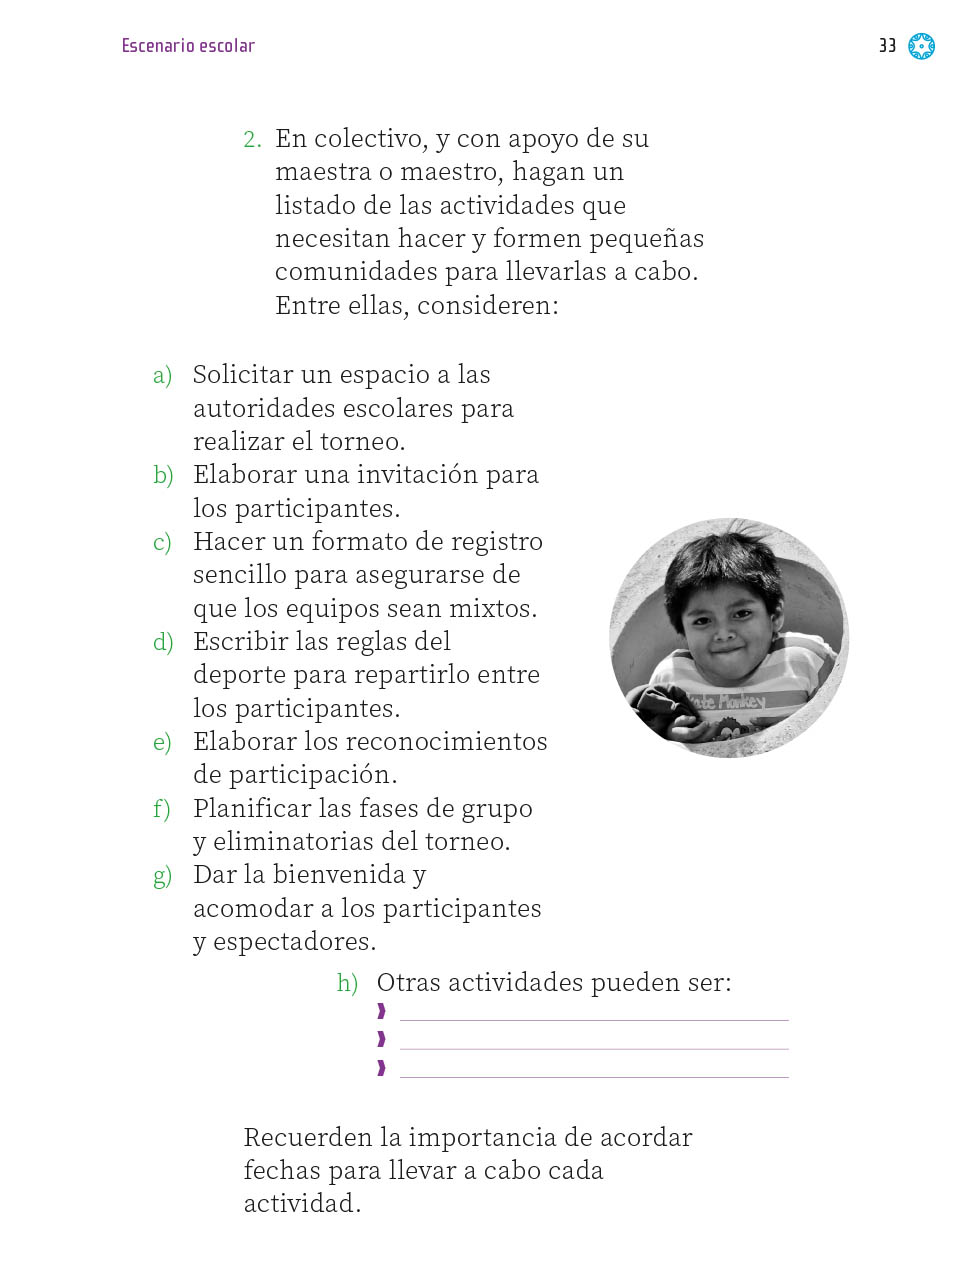 Escenario escolar
33
2. En colectivo, y con apoyo de su
maestra o maestro, hagan un
listado de las actividades que
necesitan hacer y formen pequeñas
comunidades para llevarlas a cabo.
Entre ellas, consideren:
a) Solicitar un espacio a las
autoridades escolares para
realizar el torneo.
b) Elaborar una invitación para
los participantes.
c) Hacer un formato de registro
sencillo para asegurarse de
que los equipos sean mixtos.
d) Escribir las reglas del
deporte para repartirlo entre
los participantes.
e) Elaborar los reconocimientos
de participación.
f) Planificar las fases de grupo
y eliminatorias del torneo.
g) Dar la bienvenida y
acomodar a los participantes
y espectadores.
h) Otras actividades pueden ser:
Recuerden la importancia de acordar
fechas para llevar a cabo cada
actividad.
Monkey